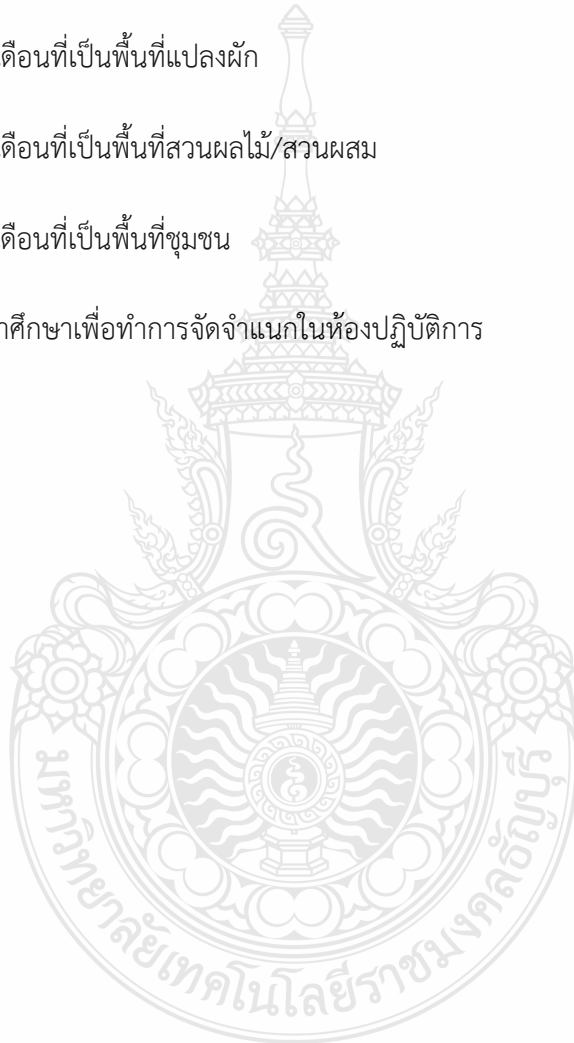 ดือนที่เป็นพื้นที่แปลงผัก
ดือนที่เป็นพื้นที่สวนผลไม้/สวนผสม
ดือนที่เป็นพื้นที่ชุมชน
าศึกษาเพื่อทำการจัดจำแนกในห้องปฏิบัติการ
มหาวิทยาลัยเทคโนโลยีราชมงคลธัญบุรี